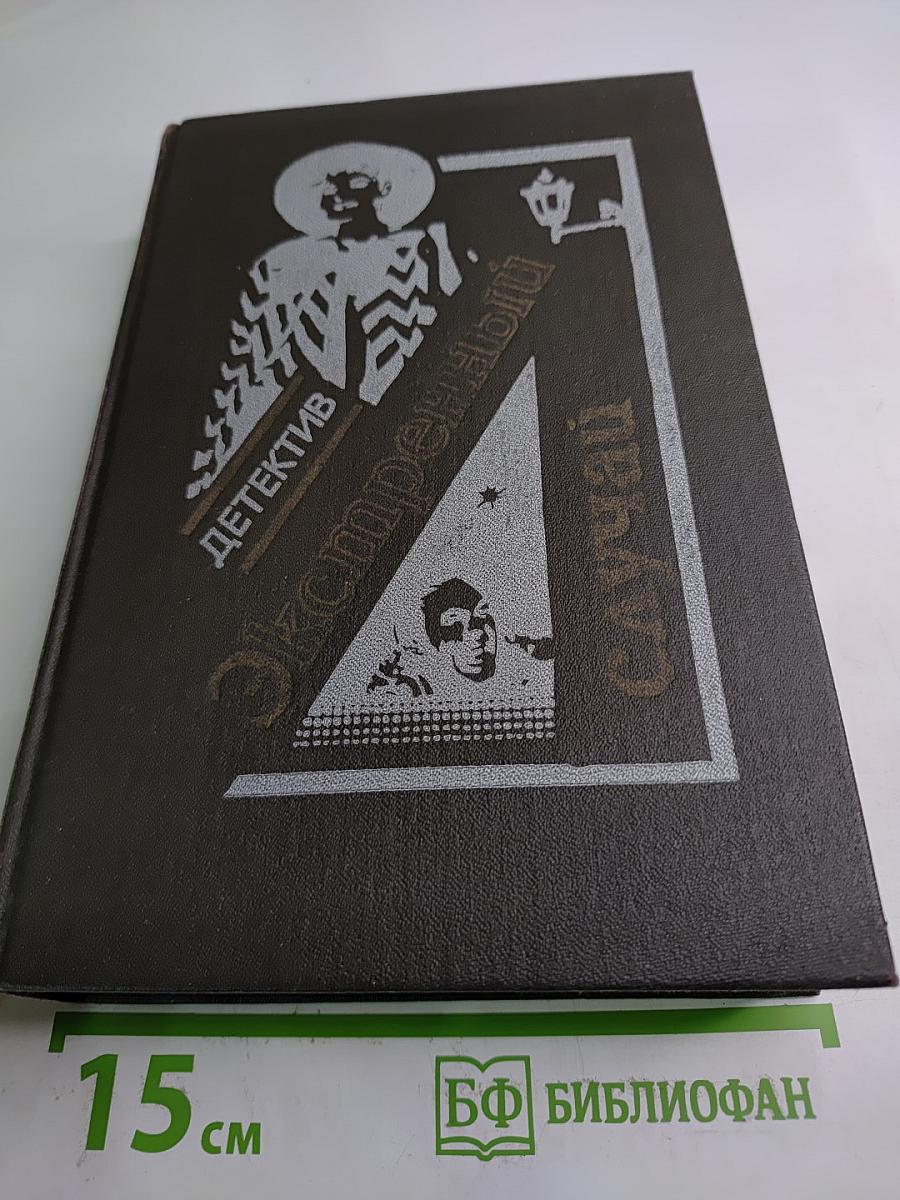 ДЕТЕКТИВ
Экстренный
случай
15 см
БФ БИБЛИОФАН